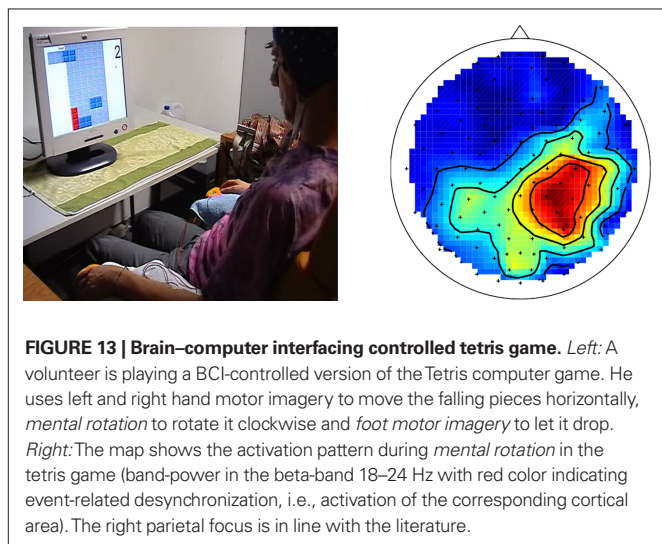 2
FIGURE 13 | Brain–computer interfacing controlled tetris game. Left: A
volunteer is playing a BCI-controlled version of the Tetris computer game. He
uses left and right hand motor imagery to move the falling pieces horizontally,
mental rotation to rotate it clockwise and foot motor imagery to let it drop.
Right: The map shows the activation pattern during mental rotation in the
tetris game (band-power in the beta-band 18–24 Hz with red color indicating
event-related desynchronization, i.e., activation of the corresponding cortical
area). The right parietal focus is in line with the literature.